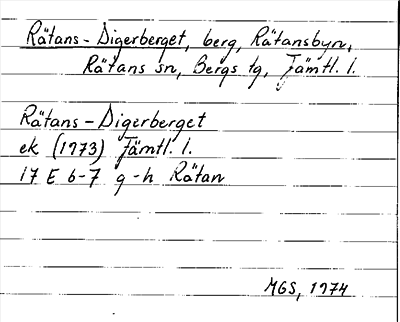 Rätans-Digerberget, berg, Rätansbyn,
Rätans sn, Bergs tg, Jämtl. l.
Rätans-Digerberget
ek (1973) Jämtl. l.
17 E 6-7 g-h Rätan
MGS, 1974